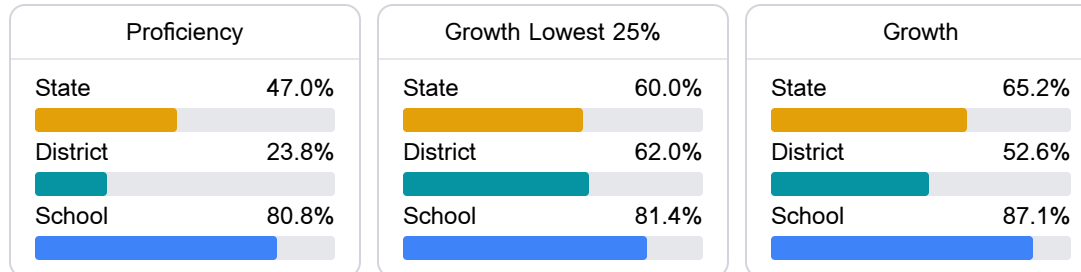 Proficiency
State 47.0%
District 23.8%
School 80.8%
Growth Lowest 25%
State 60.0%
District 62.0%
School 81.4%
Growth
State 65.2%
District 52.6%
School 87.1%